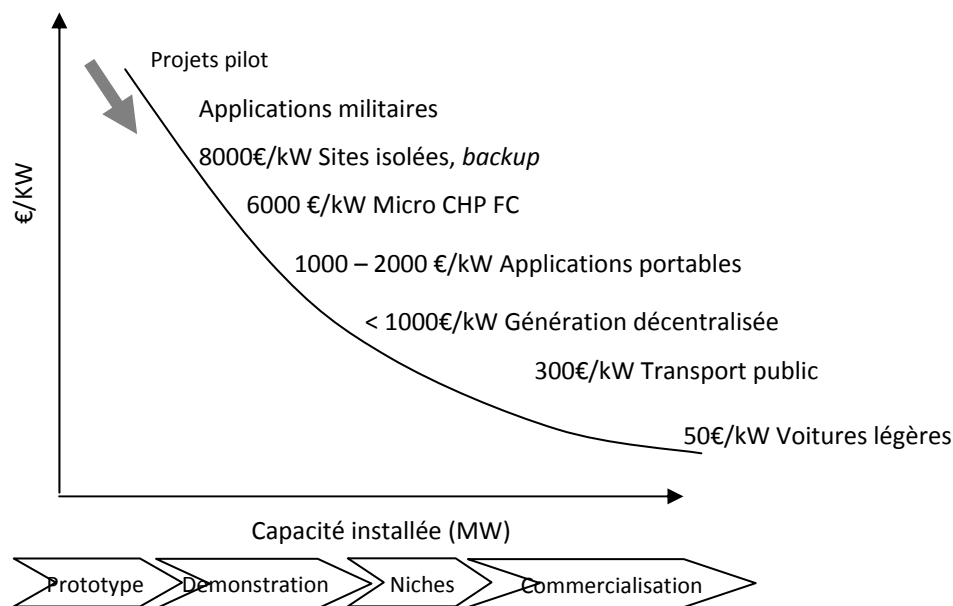 Projets pilot
Applications militaires
8000€/kW Sites isolées, backup
€/KW
6000 €/kW Micro CHP FC
1000 – 2000 €/kW Applications portables
< 1000€/kW Génération décentralisée
300€/kW Transport public
50€/kW Voitures légères
Capacité installée (MW)
Prototype
Démonstration
Niches
Commercialisation